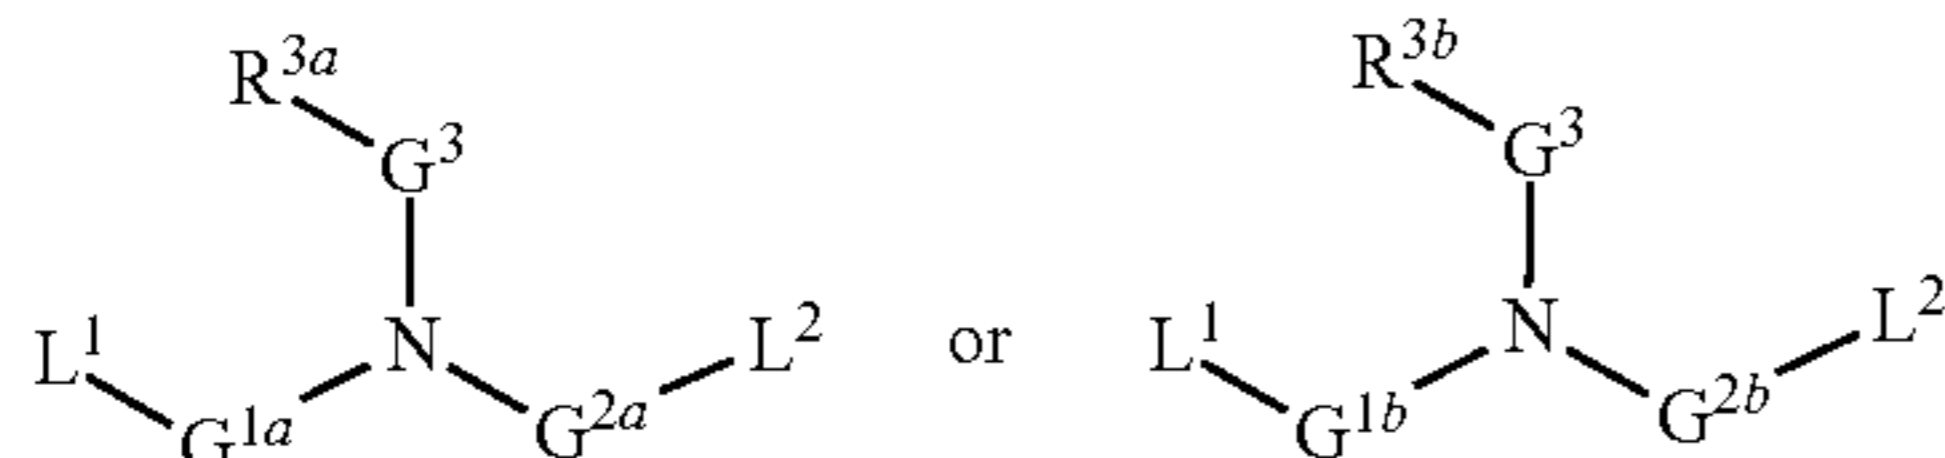 R3a R3b
G3 G3
L1 N L2 or L1 N L2
G1a G2a G1b G2b